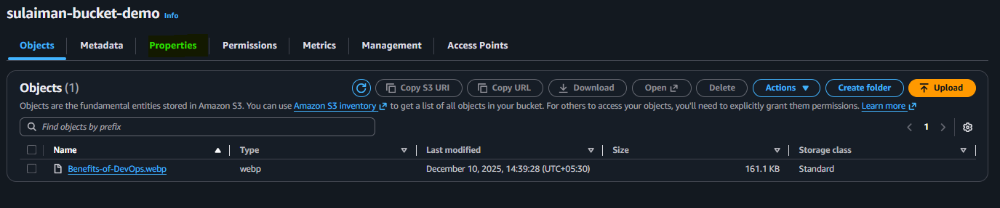 sulaiman-bucket-demo Info
Objects Metadata Properties Permissions Metrics Management Access Points
Objects (1) Copy S3 URI Copy URL Download Open Delete Actions Create folder Upload
Objects are the fundamental entities stored in Amazon S3. You can use Amazon S3 inventory to get a list of all objects in your bucket. For others to access your objects, you'll need to explicitly grant them permissions. Learn more
Find objects by prefix 1
Name Type Last modified Size Storage class
Benefits-of-DevOps.webp webp December 10, 2025, 14:39:28 (UTC+05:30) 161.1 KB Standard